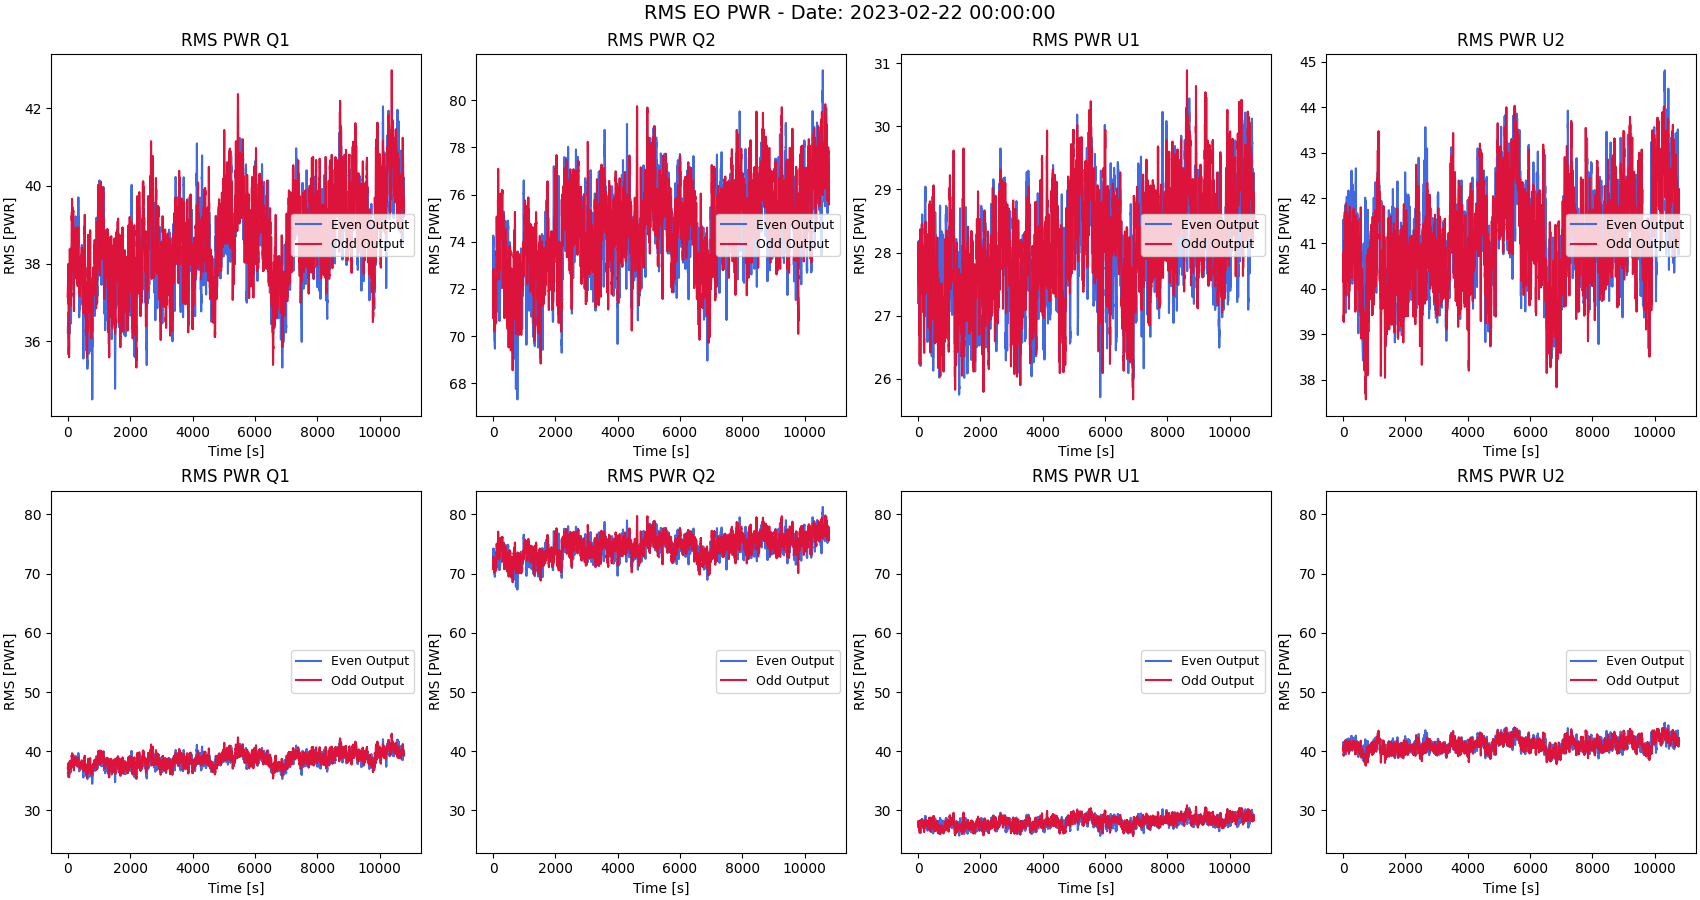 RMS EO PWR - Date: 2023-02-22 00:00:00
RMS PWR Q1
RMS [PWR]
42
40
38
36
Even Output
Odd Output
0 2000 4000 6000 8000 10000
Time [s]
RMS PWR Q2
RMS [PWR]
80
78
76
74
72
70
68
Even Output
Odd Output
0 2000 4000 6000 8000 10000
Time [s]
RMS PWR U1
RMS [PWR]
31
30
29
28
27
26
Even Output
Odd Output
0 2000 4000 6000 8000 10000
Time [s]
RMS PWR U2
RMS [PWR]
45
44
43
42
41
40
39
38
Even Output
Odd Output
0 2000 4000 6000 8000 10000
Time [s]
RMS PWR Q1
RMS [PWR]
80
70
60
50
40
30
Even Output
Odd Output
0 2000 4000 6000 8000 10000
Time [s]
RMS PWR Q2
RMS [PWR]
80
70
60
50
40
30
Even Output
Odd Output
0 2000 4000 6000 8000 10000
Time [s]
RMS PWR U1
RMS [PWR]
80
70
60
50
40
30
Even Output
Odd Output
0 2000 4000 6000 8000 10000
Time [s]
RMS PWR U2
RMS [PWR]
80
70
60
50
40
30
Even Output
Odd Output
0 2000 4000 6000 8000 10000
Time [s]